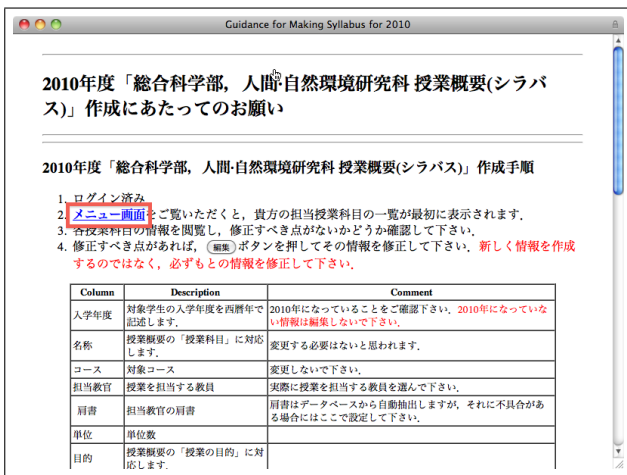 Guidance for Making Syllabus for 2010
2010年度「総合科学部，人間·自然環境研究科 授業概要(シラバ
ス)」作成にあたってのお願い
2010年度「総合科学部，人間·自然環境研究科 授業概要(シラバス)」作成手順
1. ログイン済み
2. メニュー画面をご覧いただくと，貴方の担当授業科目の一覧が最初に表示されます．
3. 各授業科目の情報を閲覧し，修正すべき点がないかどうか確認して下さい．
4. 修正すべき点があれば， 編集 ボタンを押してその情報を修正して下さい．新しく情報を作成
するのではなく，必ずもとの情報を修正して下さい．
Column Description Comment
入学年度 対象学生の入学年度を西暦年で 2010年になっていることをご確認下さい．2010年になっていな
記述します． い情報は編集しないで下さい．
名称 授業概要の「授業科目」に対応 変更する必要はないと思われます．
します．
コース 対象コース 変更しないで下さい．
担当教官 授業を担当する教員 実際に授業を担当する教員を選んで下さい．
肩書 担当教官の肩書 肩書はデータベースから自動抽出しますが，それに不具合があ
る場合にはここで設定して下さい．
単位 単位数
目的 授業概要の「授業の目的」に対
応します．